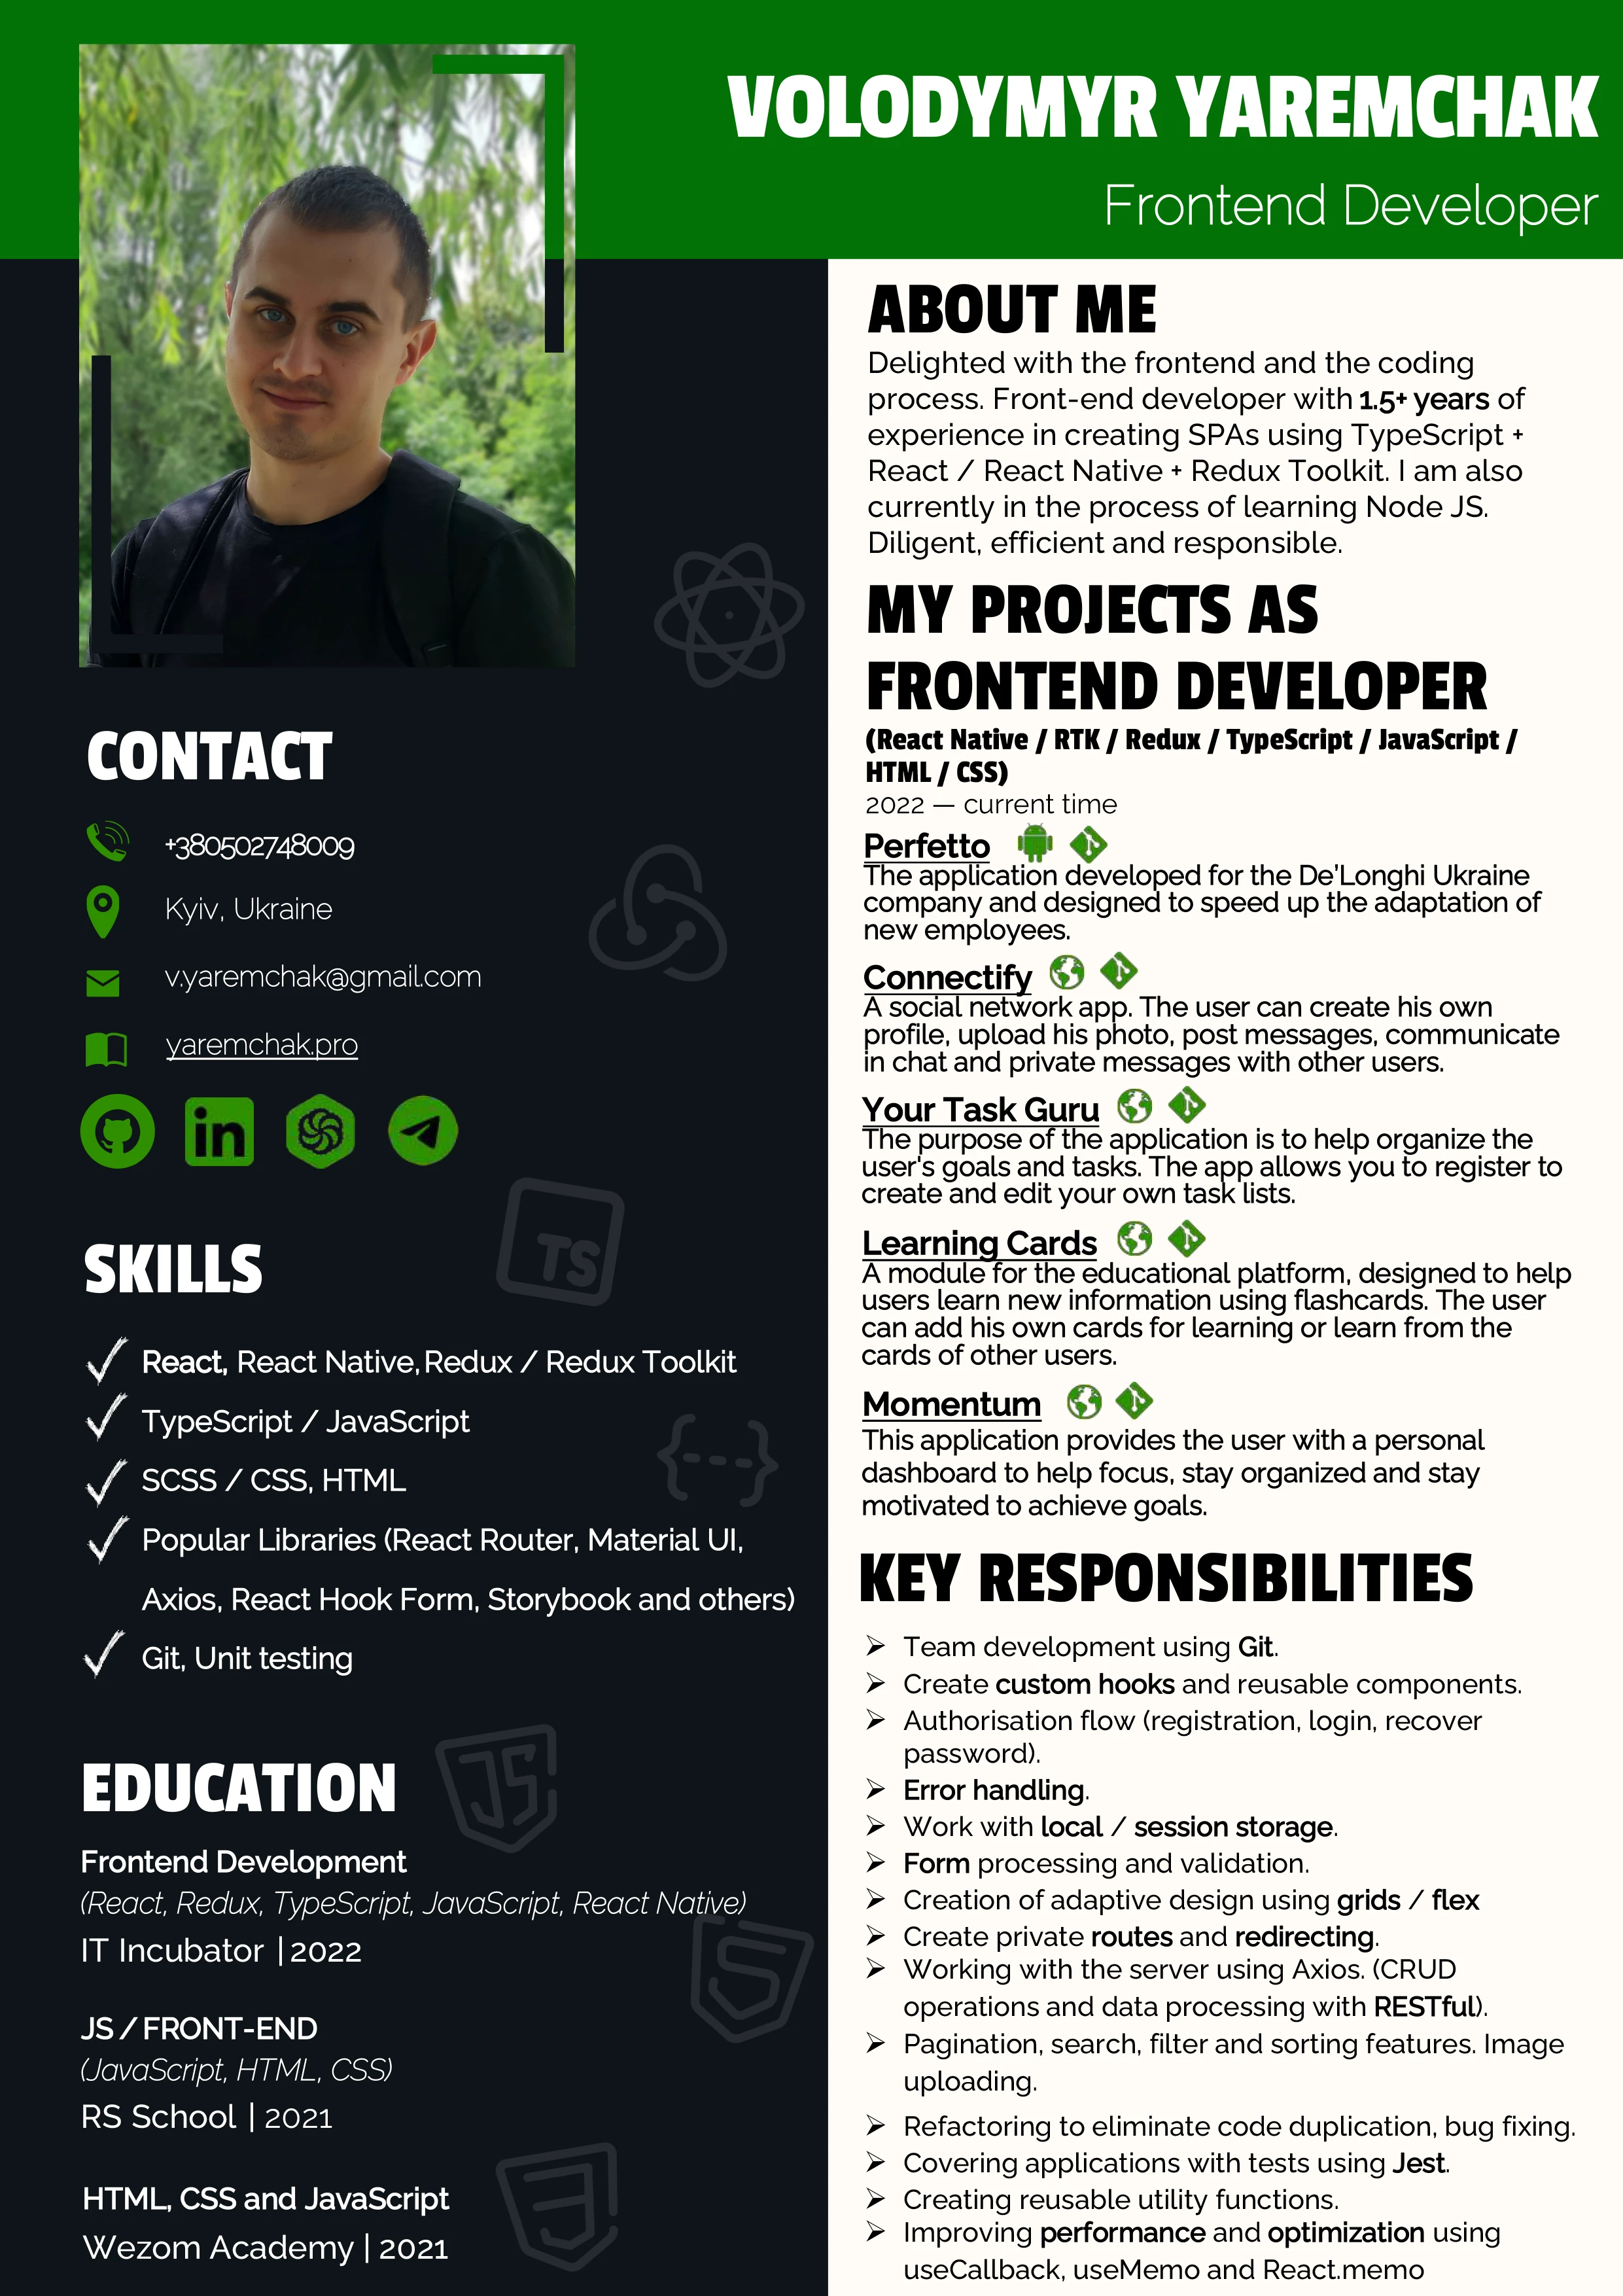 VOLODYMYR YAREMCHAK
Frontend Developer
CONTACT
+380502748009
Kyiv, Ukraine
v.yaremchak@gmail.com
yaremchak.pro
in
TS
SKILLS
React, React Native, Redux / Redux Toolkit
TypeScript / JavaScript
SCSS / CSS, HTML
Popular Libraries (React Router, Material UI,
Axios, React Hook Form, Storybook and others)
Git, Unit testing
JS
EDUCATION
Frontend Development
(React, Redux, TypeScript, JavaScript, React Native)
IT Incubator | 2022
5
JS / FRONT-END
(JavaScript, HTML, CSS)
RS School | 2021
3
HTML, CSS and JavaScript
Wezom Academy | 2021
ABOUT ME
Delighted with the frontend and the coding
process. Front-end developer with 1.5+ years of
experience in creating SPAs using TypeScript +
React / React Native + Redux Toolkit. I am also
currently in the process of learning Node JS.
Diligent, efficient and responsible.
MY PROJECTS AS
FRONTEND DEVELOPER
(React Native / RTK / Redux / TypeScript / JavaScript /
HTML / CSS)
2022 — current time
Perfetto
The application developed for the De'Longhi Ukraine
company and designed to speed up the adaptation of
new employees.
Connectify
A social network app. The user can create his own
profile, upload his photo, post messages, communicate
in chat and private messages with other users.
Your Task Guru
The purpose of the application is to help organize the
user's goals and tasks. The app allows you to register to
create and edit your own task lists.
Learning Cards
A module for the educational platform, designed to help
users learn new information using flashcards. The user
can add his own cards for learning or learn from the
cards of other users.
Momentum
This application provides the user with a personal
dashboard to help focus, stay organized and stay
motivated to achieve goals.
KEY RESPONSIBILITIES
Team development using Git.
Create custom hooks and reusable components.
Authorisation flow (registration, login, recover
password).
Error handling.
Work with local / session storage.
Form processing and validation.
Creation of adaptive design using grids / flex
Create private routes and redirecting.
Working with the server using Axios. (CRUD
operations and data processing with RESTful).
Pagination, search, filter and sorting features. Image
uploading.
Refactoring to eliminate code duplication, bug fixing.
Covering applications with tests using Jest.
Creating reusable utility functions.
Improving performance and optimization using
useCallback, useMemo and React.memo